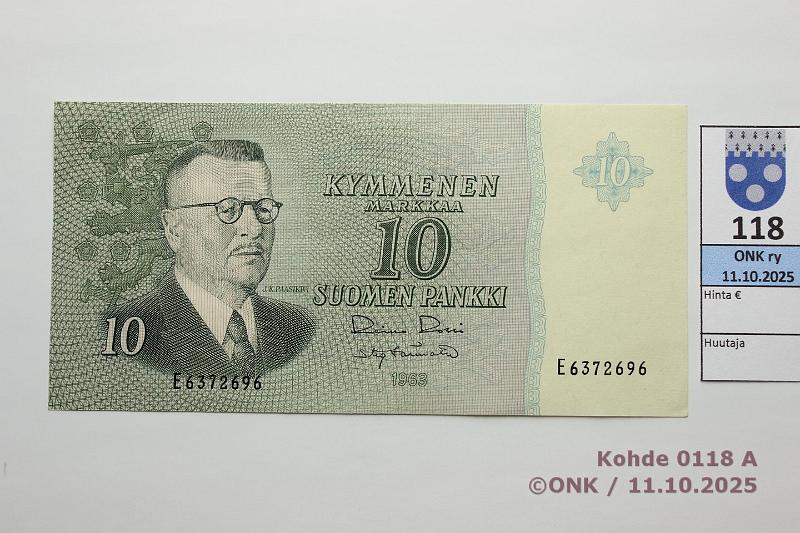 KYMMENEN
MARKKAA
10
SUOMEN PANKKI
J.K.PAASIKIVI
10
E6372696
1963
10
E6372696
118
ONK ry
11.10.2025
Hinta €
Huutaja
Kohde 0118 A
©ONK / 11.10.2025